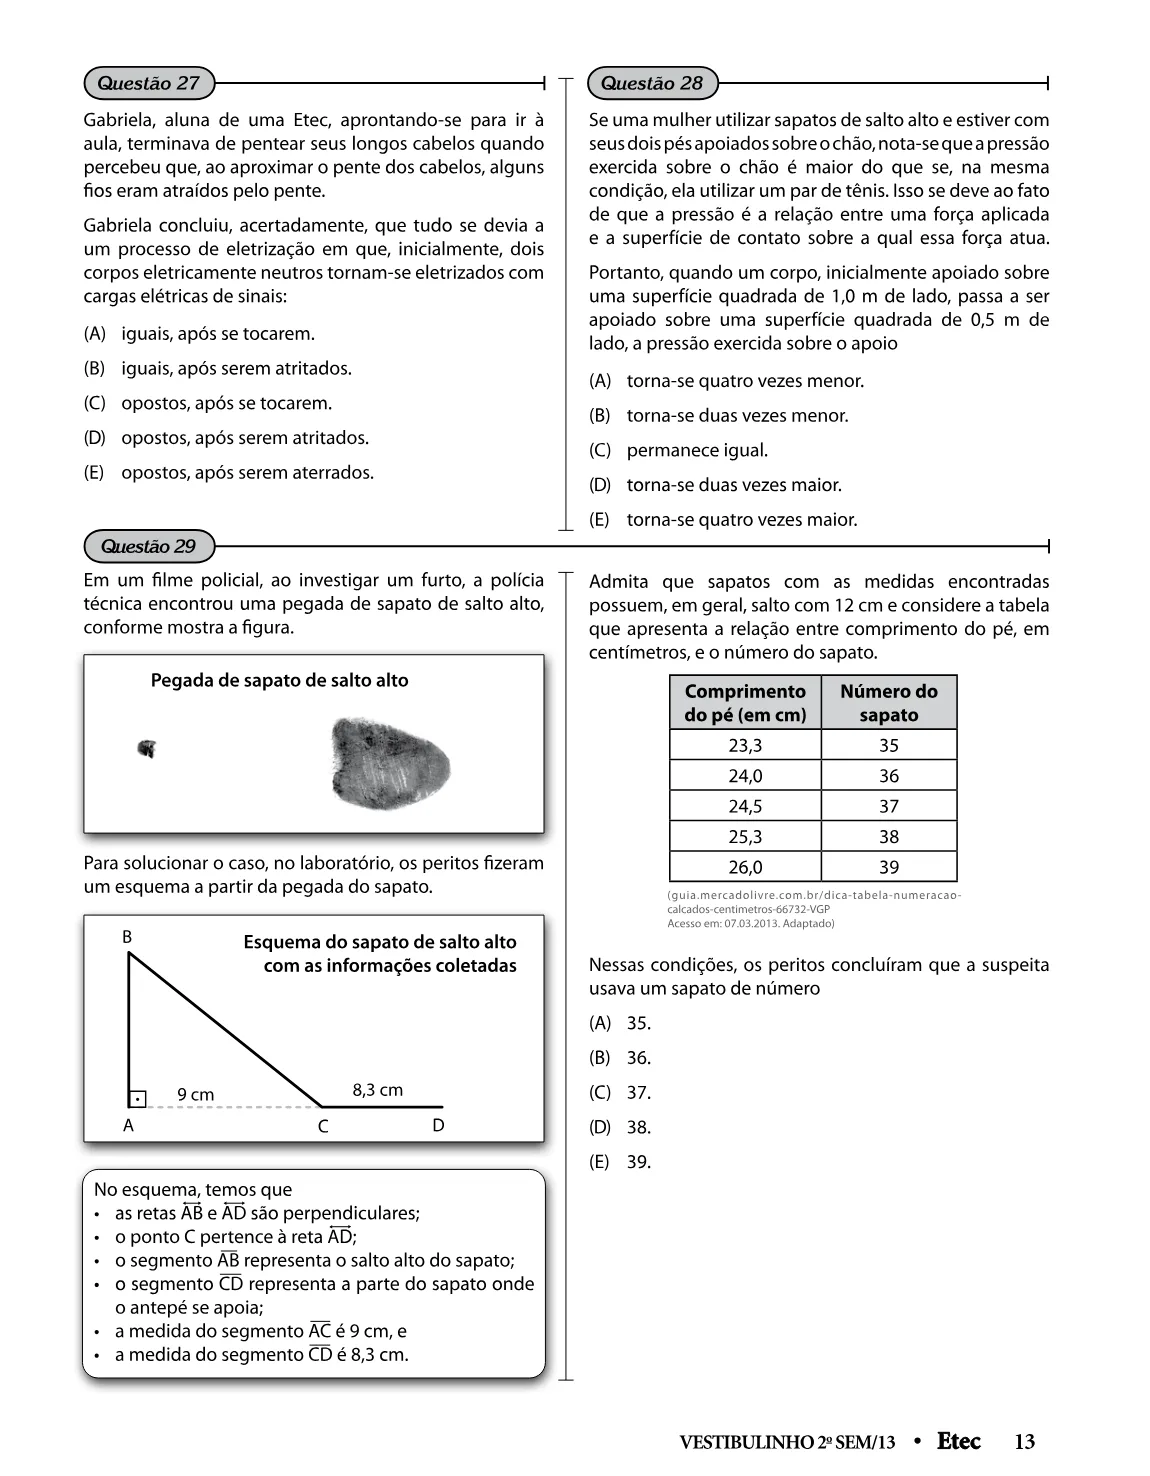 Questão 27
Gabriela, aluna de uma Etec, aprontando-se para ir à
aula, terminava de pentear seus longos cabelos quando
percebeu que, ao aproximar o pente dos cabelos, alguns
fios eram atraídos pelo pente.
Gabriela concluiu, acertadamente, que tudo se devia a
um processo de eletrização em que, inicialmente, dois
corpos eletricamente neutros tornam-se eletrizados com
cargas elétricas de sinais:
(A) iguais, após se tocarem.
(B) iguais, após serem atritados.
(C) opostos, após se tocarem.
(D) opostos, após serem atritados.
(E) opostos, após serem aterrados.
Questão 28
Se uma mulher utilizar sapatos de salto alto e estiver com
seus dois pés apoiados sobre o chão, nota-se que a pressão
exercida sobre o chão é maior do que se, na mesma
condição, ela utilizar um par de tênis. Isso se deve ao fato
de que a pressão é a relação entre uma força aplicada
e a superfície de contato sobre a qual essa força atua.
Portanto, quando um corpo, inicialmente apoiado sobre
uma superfície quadrada de 1,0 m de lado, passa a ser
apoiado sobre uma superfície quadrada de 0,5 m de
lado, a pressão exercida sobre o apoio
(A) torna-se quatro vezes menor.
(B) torna-se duas vezes menor.
(C) permanece igual.
(D) torna-se duas vezes maior.
(E) torna-se quatro vezes maior.
Questão 29
Em um filme policial, ao investigar um furto, a polícia
técnica encontrou uma pegada de sapato de salto alto,
conforme mostra a figura.
Pegada de sapato de salto alto
Para solucionar o caso, no laboratório, os peritos fizeram
um esquema a partir da pegada do sapato.
B
Esquema do sapato de salto alto
com as informações coletadas
9 cm
8,3 cm
A
C
D
No esquema, temos que
• as retas AB e AD são perpendiculares;
• o ponto C pertence à reta AD;
• o segmento AB representa o salto alto do sapato;
• o segmento CD representa a parte do sapato onde
o antepé se apoia;
• a medida do segmento AC é 9 cm, e
• a medida do segmento CD é 8,3 cm.
Admita que sapatos com as medidas encontradas
possuem, em geral, salto com 12 cm e considere a tabela
que apresenta a relação entre comprimento do pé, em
centímetros, e o número do sapato.
Comprimento do pé (em cm) Número do sapato
23,3 35
24,0 36
24,5 37
25,3 38
26,0 39
(guia.mercadolivre.com.br/dica-tabela-numeracao-
calcados-centimetros-66732-VGP
Acesso em: 07.03.2013. Adaptado)
Nessas condições, os peritos concluíram que a suspeita
usava um sapato de número
(A) 35.
(B) 36.
(C) 37.
(D) 38.
(E) 39.
VESTIBULINHO 2º SEM/13 • Etec 13